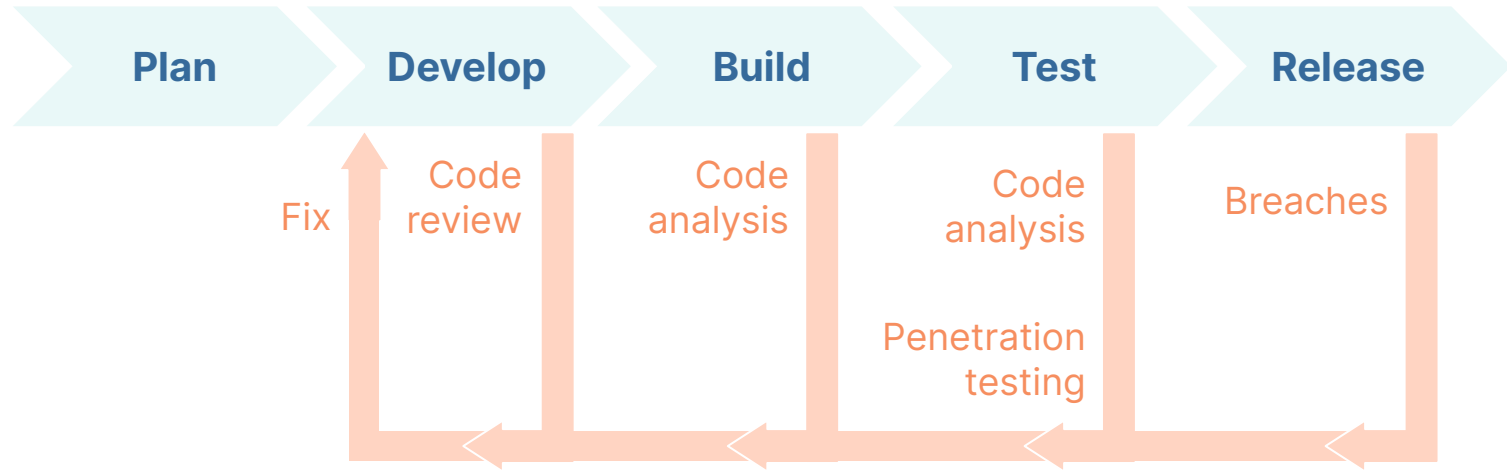 Plan
Develop
Build
Test
Release
Fix
Code
review
Code
analysis
Code
analysis
Penetration
testing
Breaches